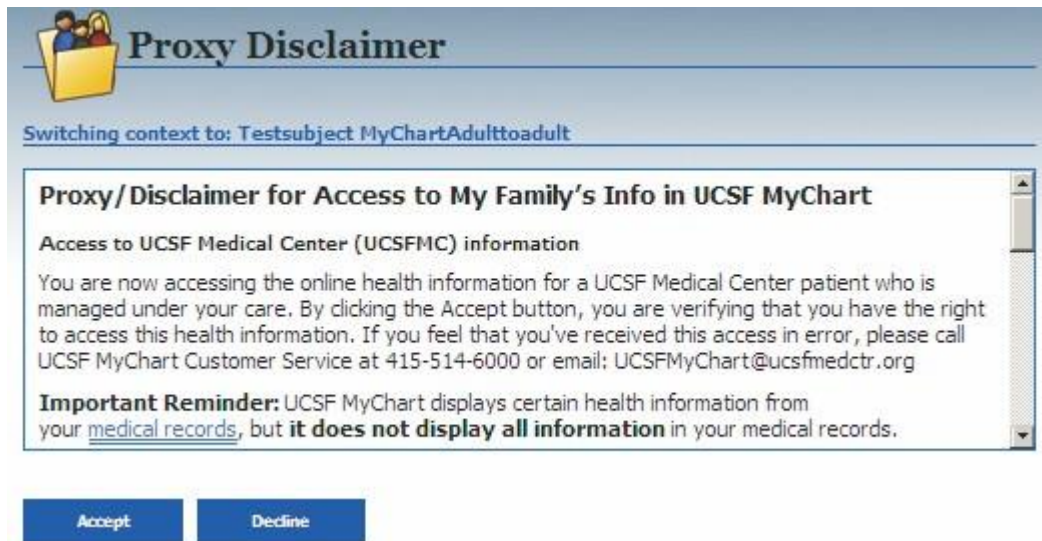 Proxy Disclaimer
Switching context to: Testsubject MyChartAdulttoadult
Proxy/Disclaimer for Access to My Family's Info in UCSF MyChart
Access to UCSF Medical Center (UCSFMC) information
You are now accessing the online health information for a UCSF Medical Center patient who is
managed under your care. By clicking the Accept button, you are verifying that you have the right
to access this health information. If you feel that you've received this access in error, please call
UCSF MyChart Customer Service at 415-514-6000 or email: UCSFMyChart@ucsfmedctr.org
Important Reminder: UCSF MyChart displays certain health information from
your medical records, but it does not display all information in your medical records.
Accept Decline